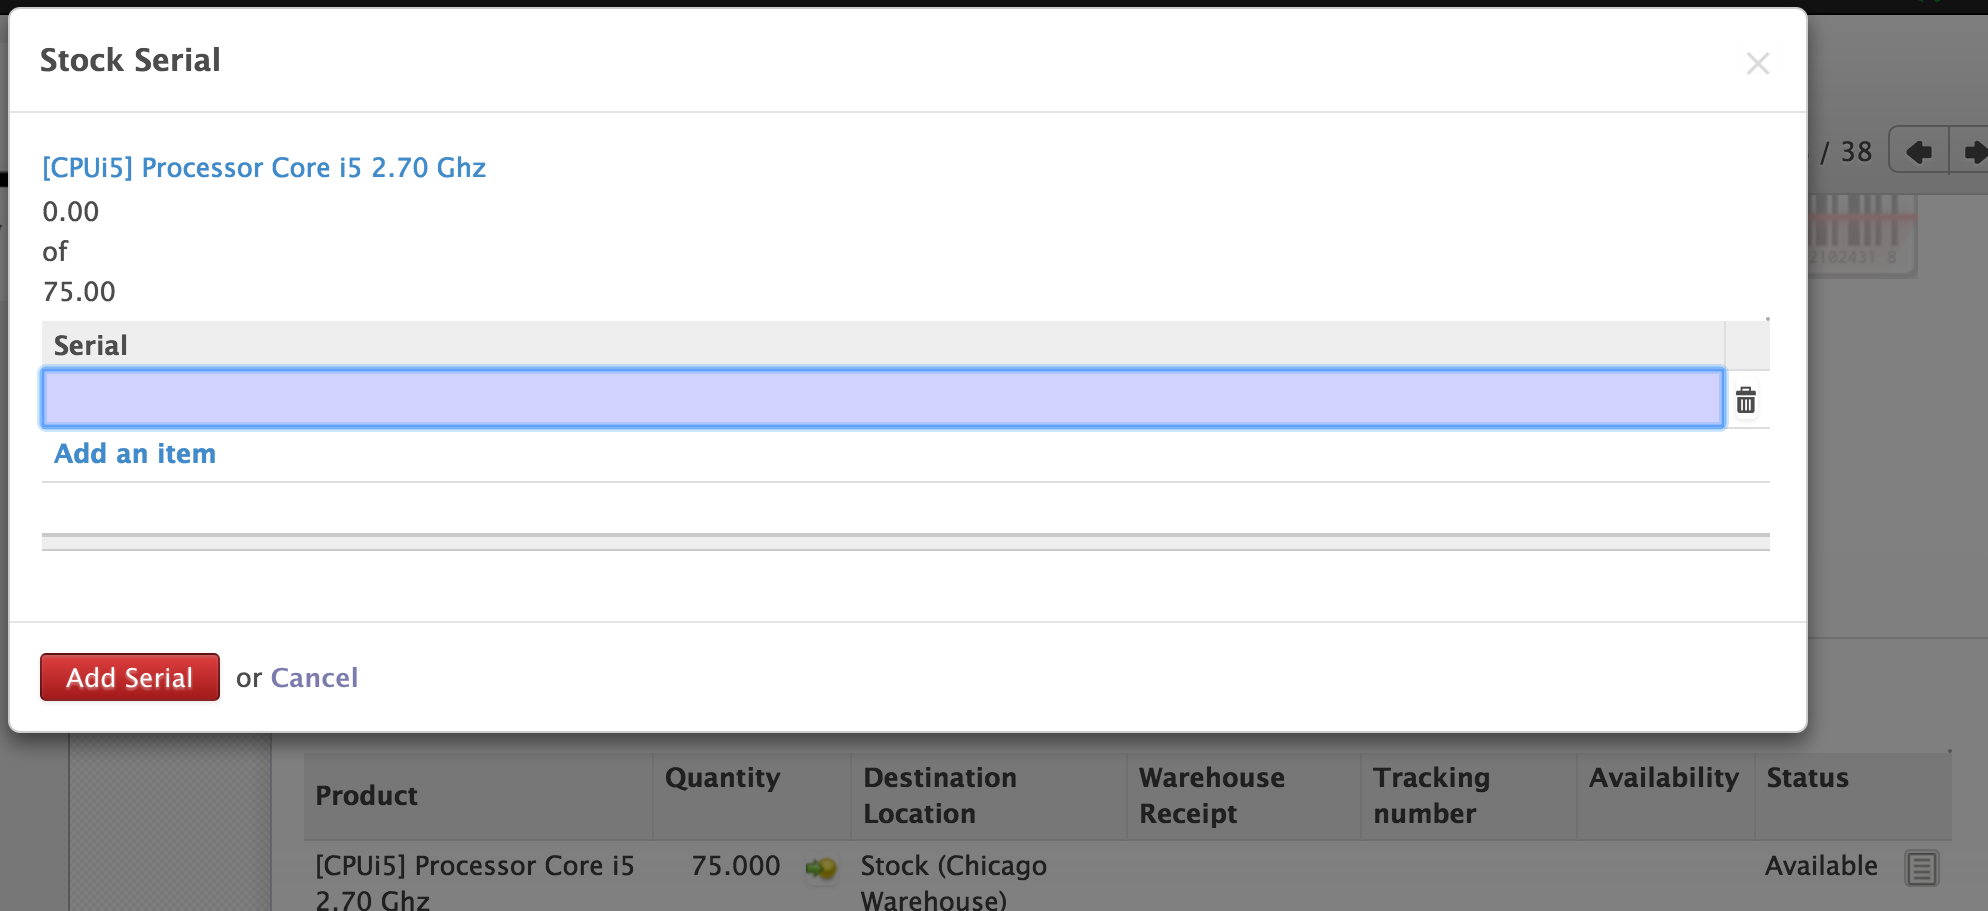 Stock Serial
[CPUi5] Processor Core i5 2.70 Ghz
/ 38
0.00
of
2102431 8
75.00
Serial
Add an item
Add Serial or Cancel
Product Quantity Destination Location Warehouse Receipt Tracking number Availability Status
[CPUi5] Processor Core i5 2.70 Ghz 75.000 Stock (Chicago Warehouse) Available